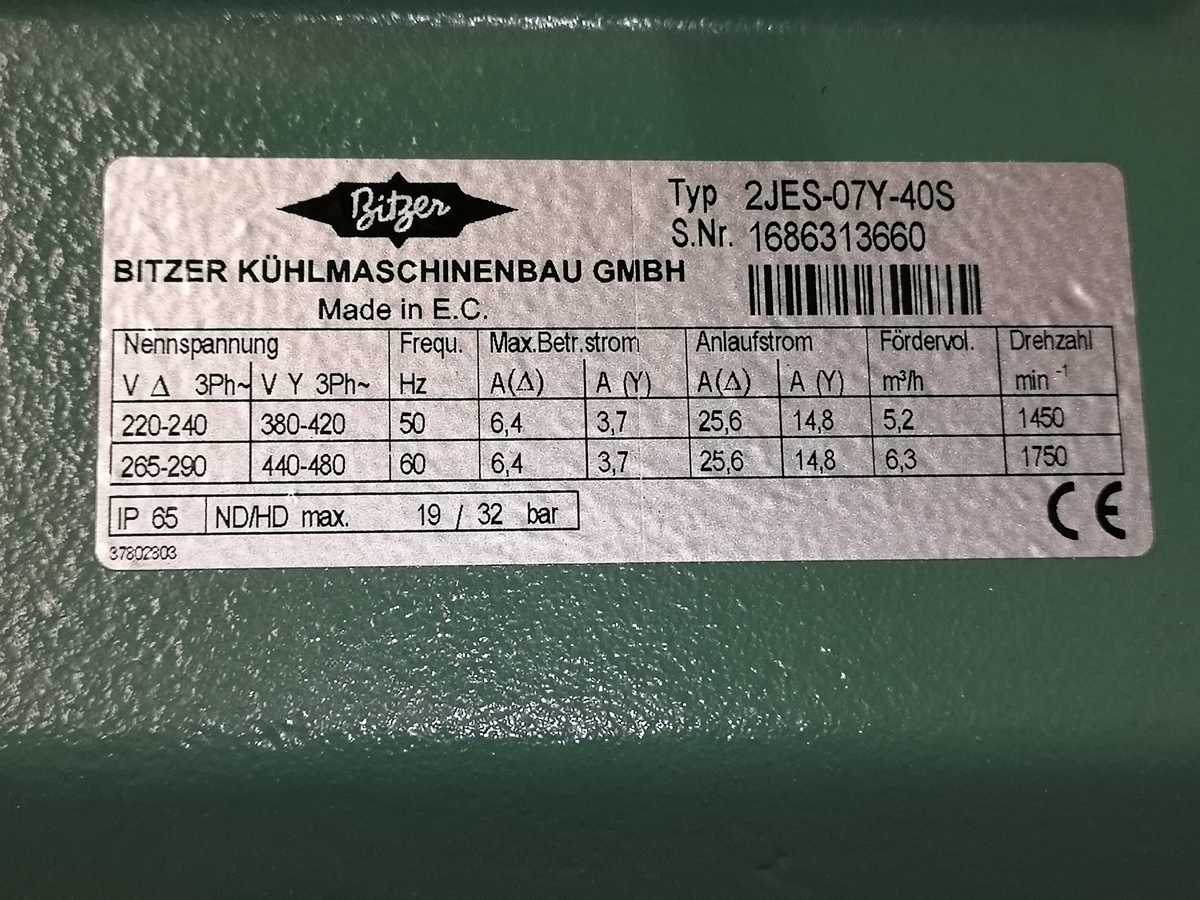 Bitzer
Typ 2JES-07Y-40S
S.Nr. 1686313660
BITZER KÜHLMASCHINENBAU GMBH
Made in E.C.
Nennspannung Frequ. Max.Betr.strom Anlaufstrom Fördervol. Drehzahl
V Δ 3Ph~ V Y 3Ph~ Hz A(Δ) A (Y) A(Δ) A (Y) m³/h min⁻¹
220-240 380-420 50 6,4 3,7 25,6 14,8 5,2 1450
265-290 440-480 60 6,4 3,7 25,6 14,8 6,3 1750
IP 65 ND/HD max. 19 / 32 bar
CE
37802303